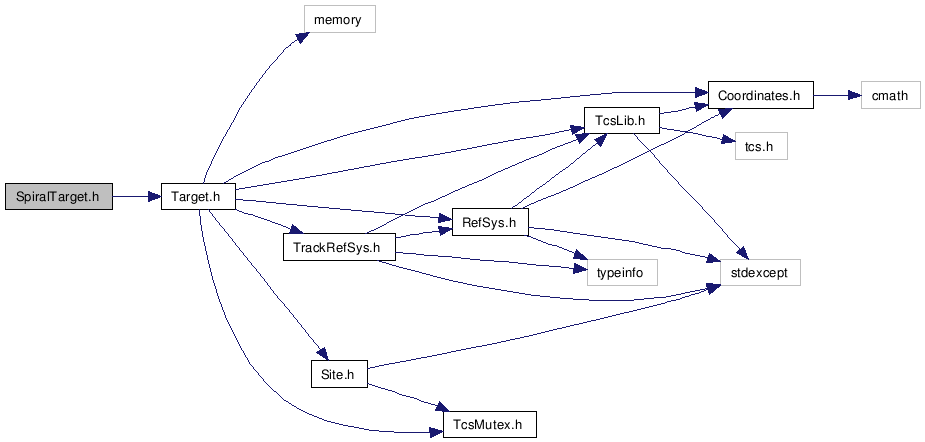 memory
Coordinates.h
cmath
TcsLib.h
tcs.h
SpiralTarget.h
Target.h
RefSys.h
TrackRefSys.h
typeinfo
stdexcept
Site.h
TcsMutex.h